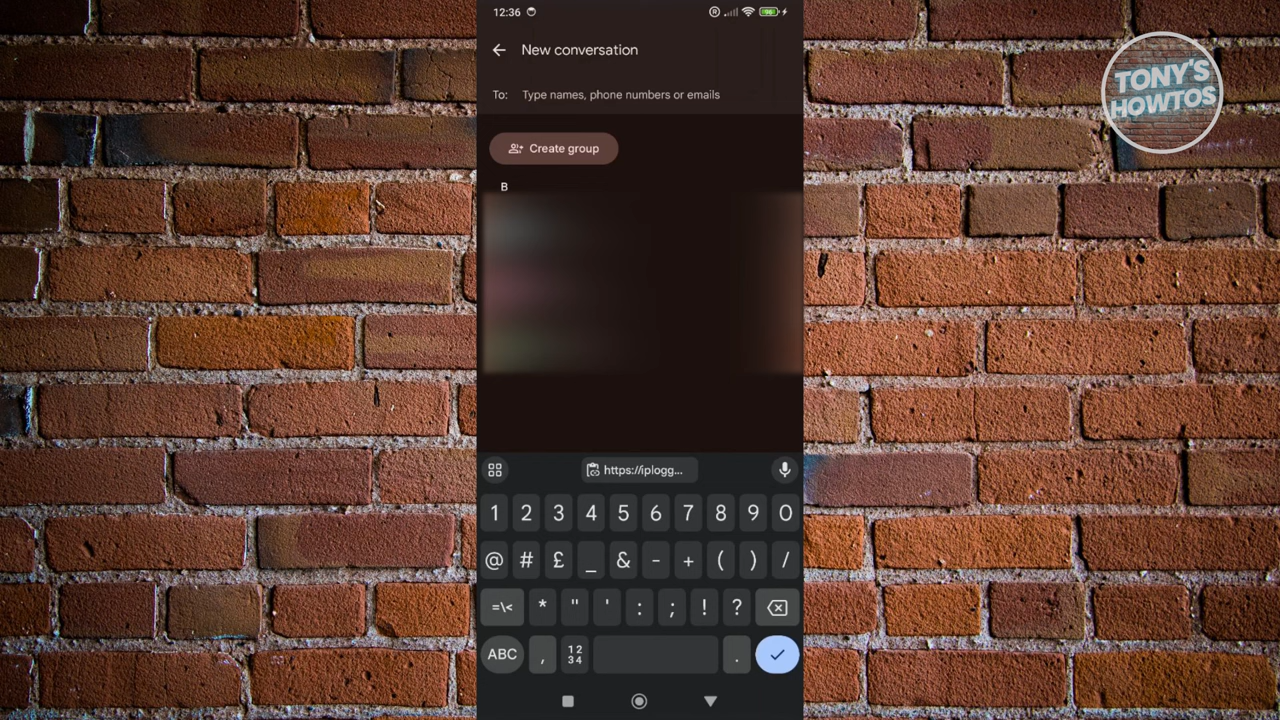 12:36
R
98
New conversation
To: Type names, phone numbers or emails
Create group
B
TONY'S
HOWTOS
https://iplogg...
1 2 3 4 5 6 7 8 9 0
@ # £ _ & - + ( ) /
=\< * " ' : ; ! ?
ABC , 12 .
34